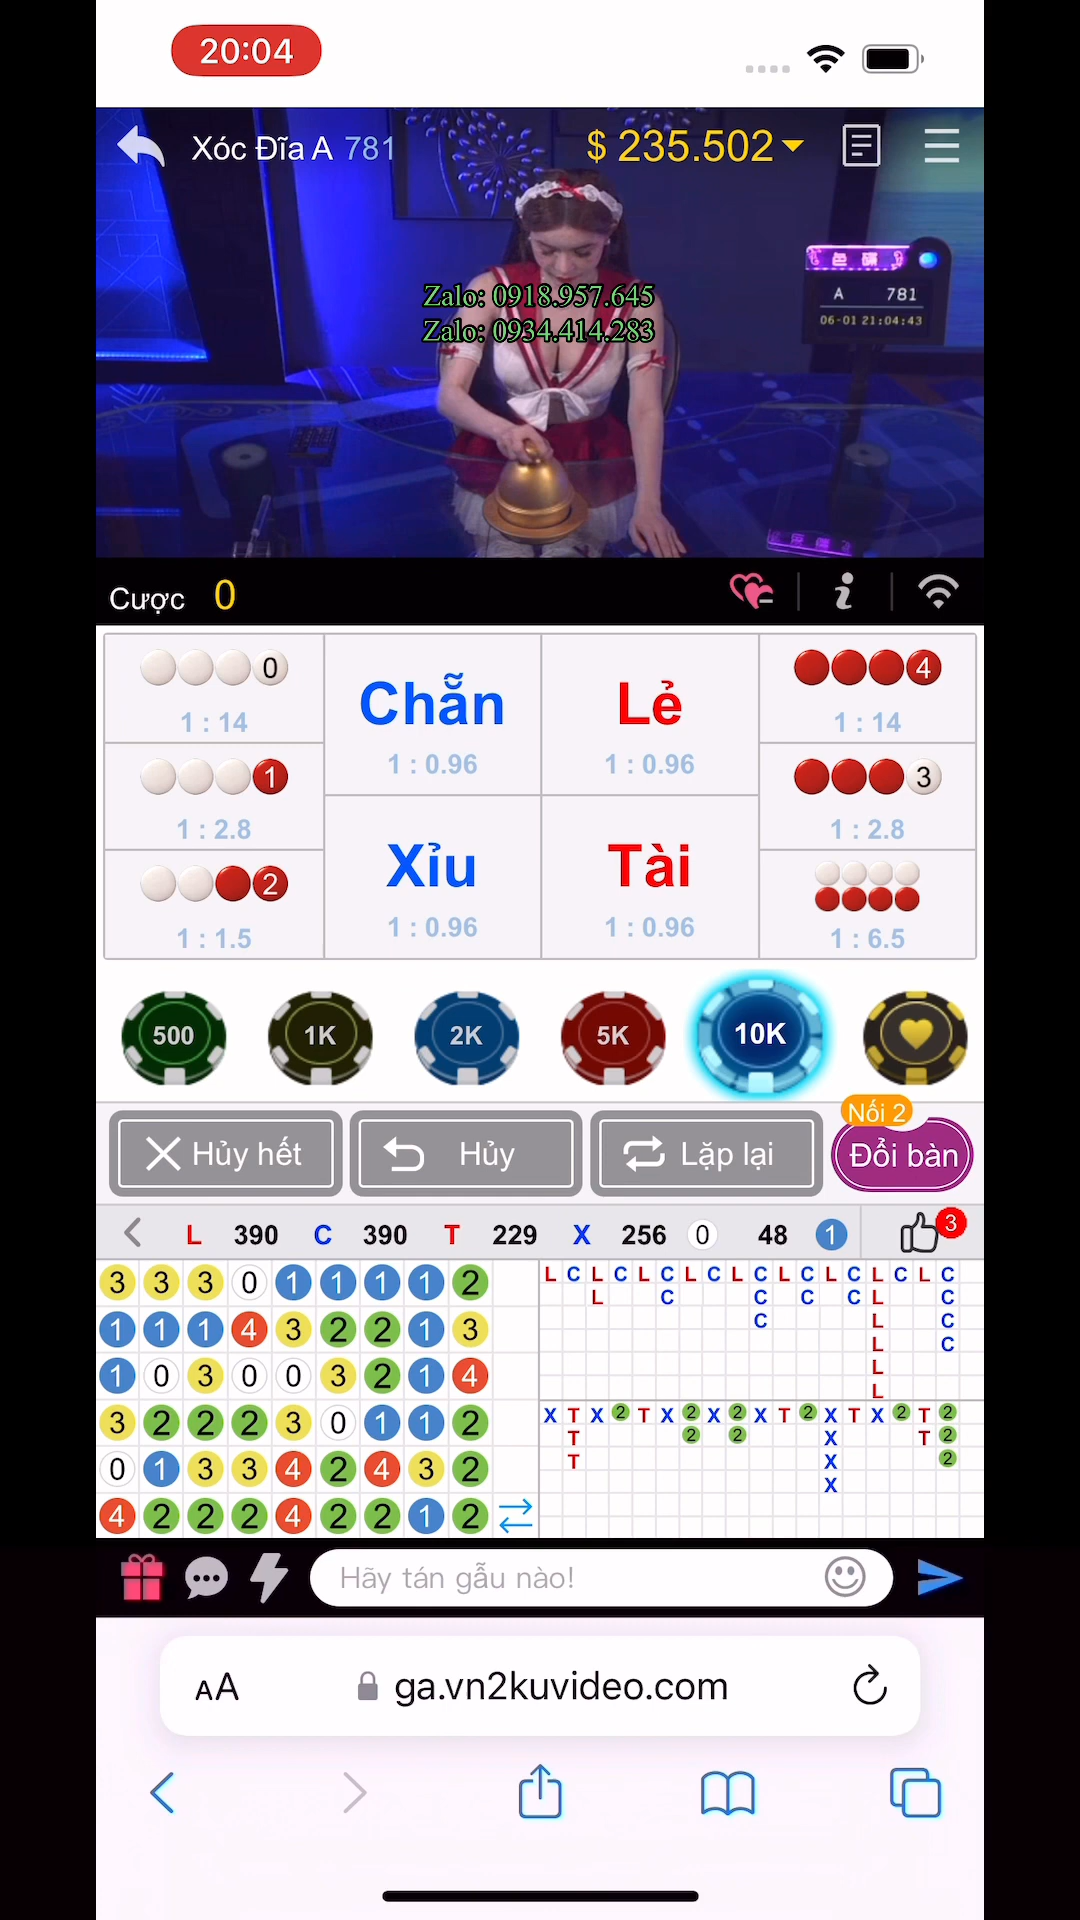 20:04
Xóc Đĩa A 781
$ 235.502
色 碟
A 781
06-01 21:04:43
Zalo: 0918.957.645
Zalo: 0934.414.283
Cược 0
0
1 : 14
Chẵn
1 : 0.96
Lẻ
1 : 0.96
4
1 : 14
1
1 : 2.8
3
1 : 2.8
Xỉu
1 : 0.96
Tài
1 : 0.96
2
1 : 1.5
1 : 6.5
500 1K 2K 5K 10K
Nối 2
Hủy hết Hủy Lặp lại Đổi bàn
L 390 C 390 T 229 X 256 0 48 1 3
3 3 3 0 1 1 1 1 2
1 1 1 4 3 2 2 1 3
1 0 3 0 0 3 2 1 4
3 2 2 2 3 0 1 1 2
0 1 3 3 4 2 4 3 2
4 2 2 2 4 2 2 1 2
L C L C L C L C L C L C L C L C L C
L C C C C L C
C L C
L C
L
L
X T X 2 T X 2 X 2 X T 2 X T X 2 T 2
T 2 2 X T 2
T X 2
X
Hãy tán gẫu nào!
AA ga.vn2kuvideo.com